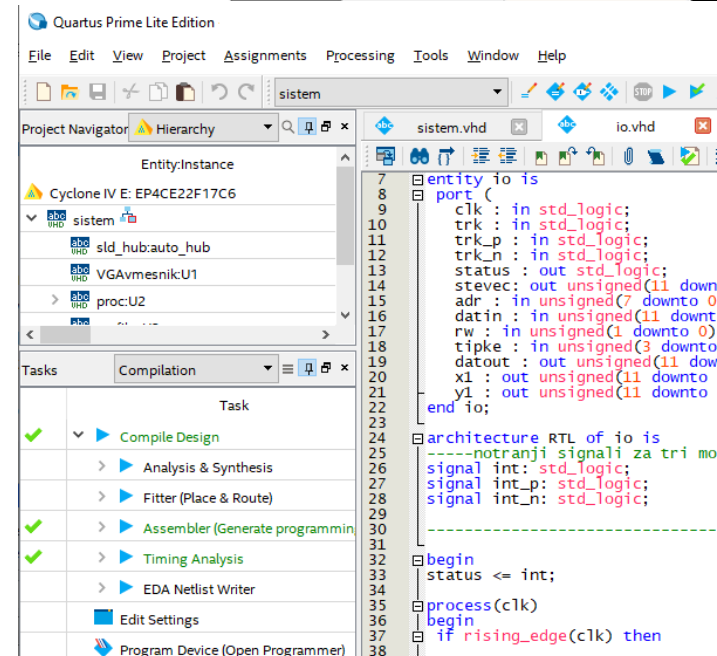 Quartus Prime Lite Edition
File Edit View Project Assignments Processing Tools Window Help
sistem
STOP
Project Navigator Hierarchy
Entity:Instance
Cyclone IV E: EP4CE22F17C6
sistem
sld_hub:auto_hub
VGAvmesnik:U1
proc:U2
Tasks Compilation
Task
Compile Design
Analysis & Synthesis
Fitter (Place & Route)
Assembler (Generate programmin
Timing Analysis
EDA Netlist Writer
Edit Settings
Program Device (Open Programmer)
sistem.vhd io.vhd
7 entity io is
8 port (
9 clk : in std_logic;
10 trk : in std_logic;
11 trk_p : in std_logic;
12 trk_n : in std_logic;
13 status : out std_logic;
14 stevec: out unsigned(11 down
15 adr : in unsigned(7 downto 0
16 datin : in unsigned(11 downt
17 rw : in unsigned(1 downto 0)
18 tipke : in unsigned(3 downto
19 datout : out unsigned(11 dow
20 x1 : out unsigned(11 downto
21 y1 : out unsigned(11 downto
22 end io;
23
24 architecture RTL of io is
25 -----notranji signali za tri mo
26 signal int: std_logic;
27 signal int_p: std_logic;
28 signal int_n: std_logic;
29
30 --------------------------------
31
32 begin
33 status <= int;
34
35 process(clk)
36 begin
37 if rising_edge(clk) then
38